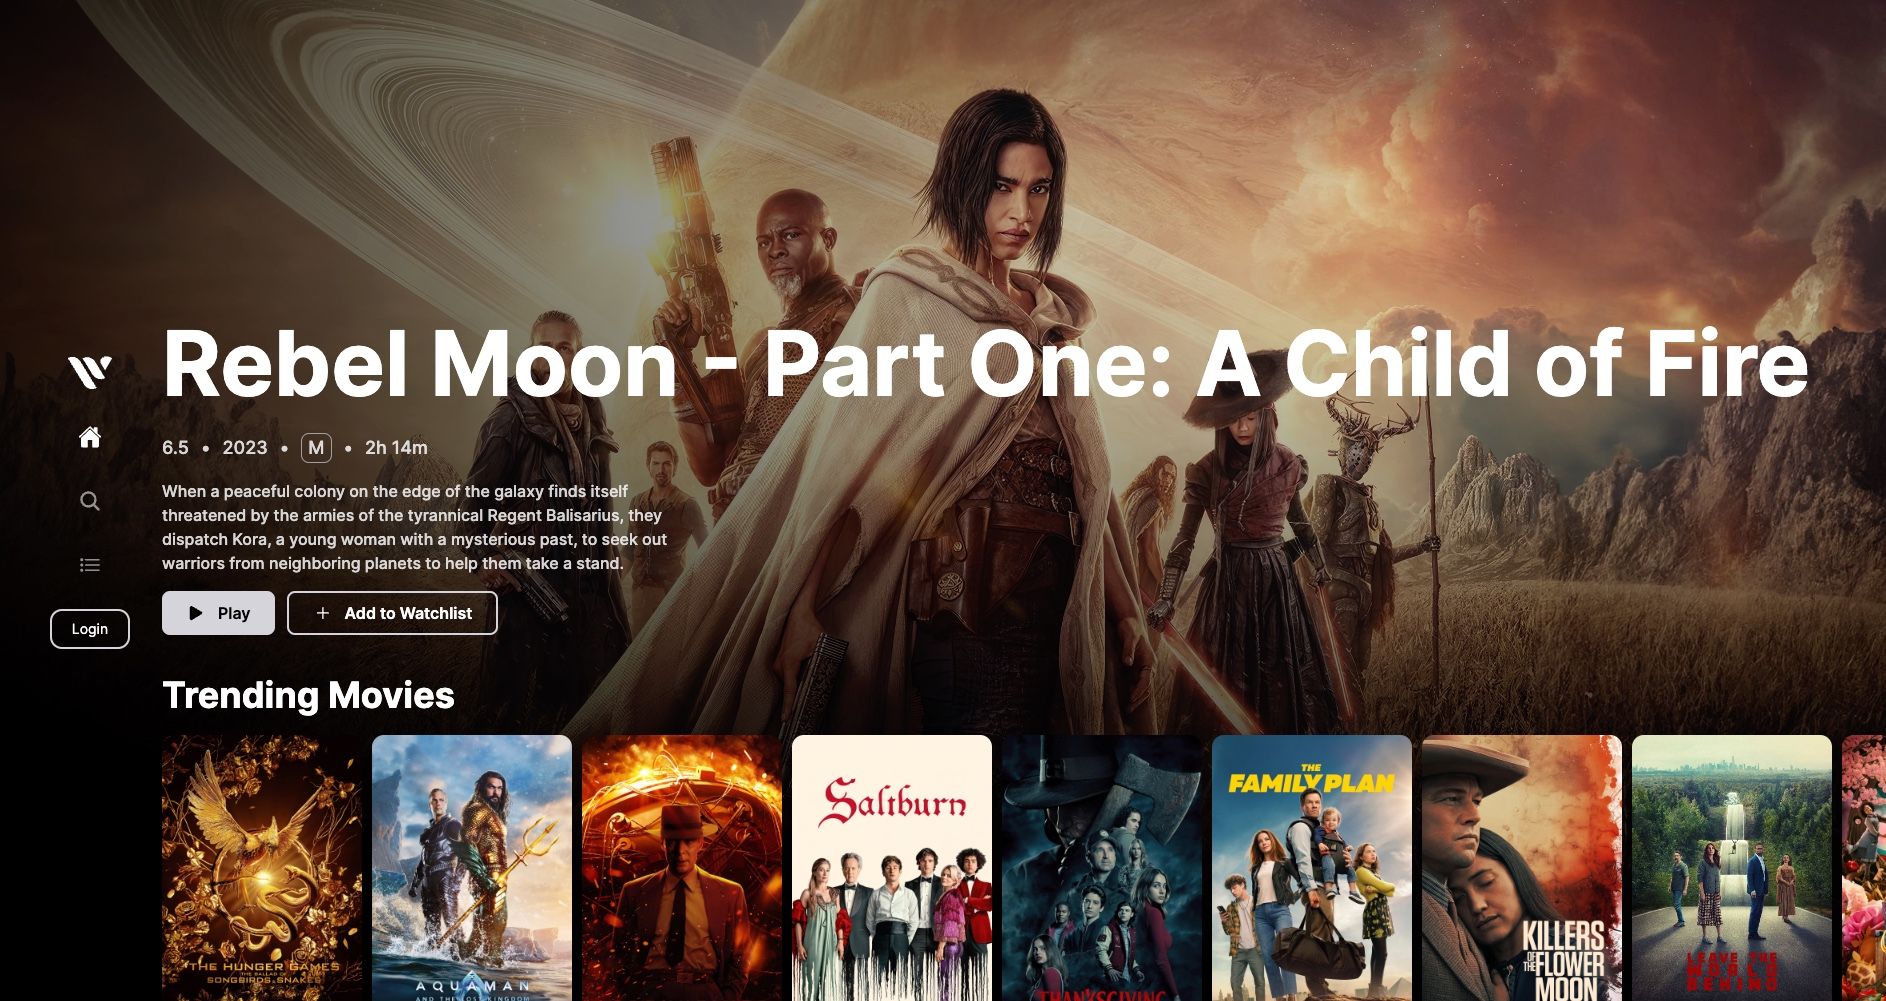 Rebel Moon - Part One: A Child of Fire
6.5 • 2023 • M • 2h 14m
When a peaceful colony on the edge of the galaxy finds itself
threatened by the armies of the tyrannical Regent Balisarius, they
dispatch Kora, a young woman with a mysterious past, to seek out
warriors from neighboring planets to help them take a stand.
Play
Add to Watchlist
Login
Trending Movies
THE HUNGER GAMES
THE BALLAD OF
SONGBIRDS & SNAKES
AQUAMAN
AND THE LOST KINGDOM
Saltburn
THANKSGIVING
THE
FAMILY PLAN
KILLERS
OF THE FLOWER
MOON
LEAVE THE
WORLD
BEHIND